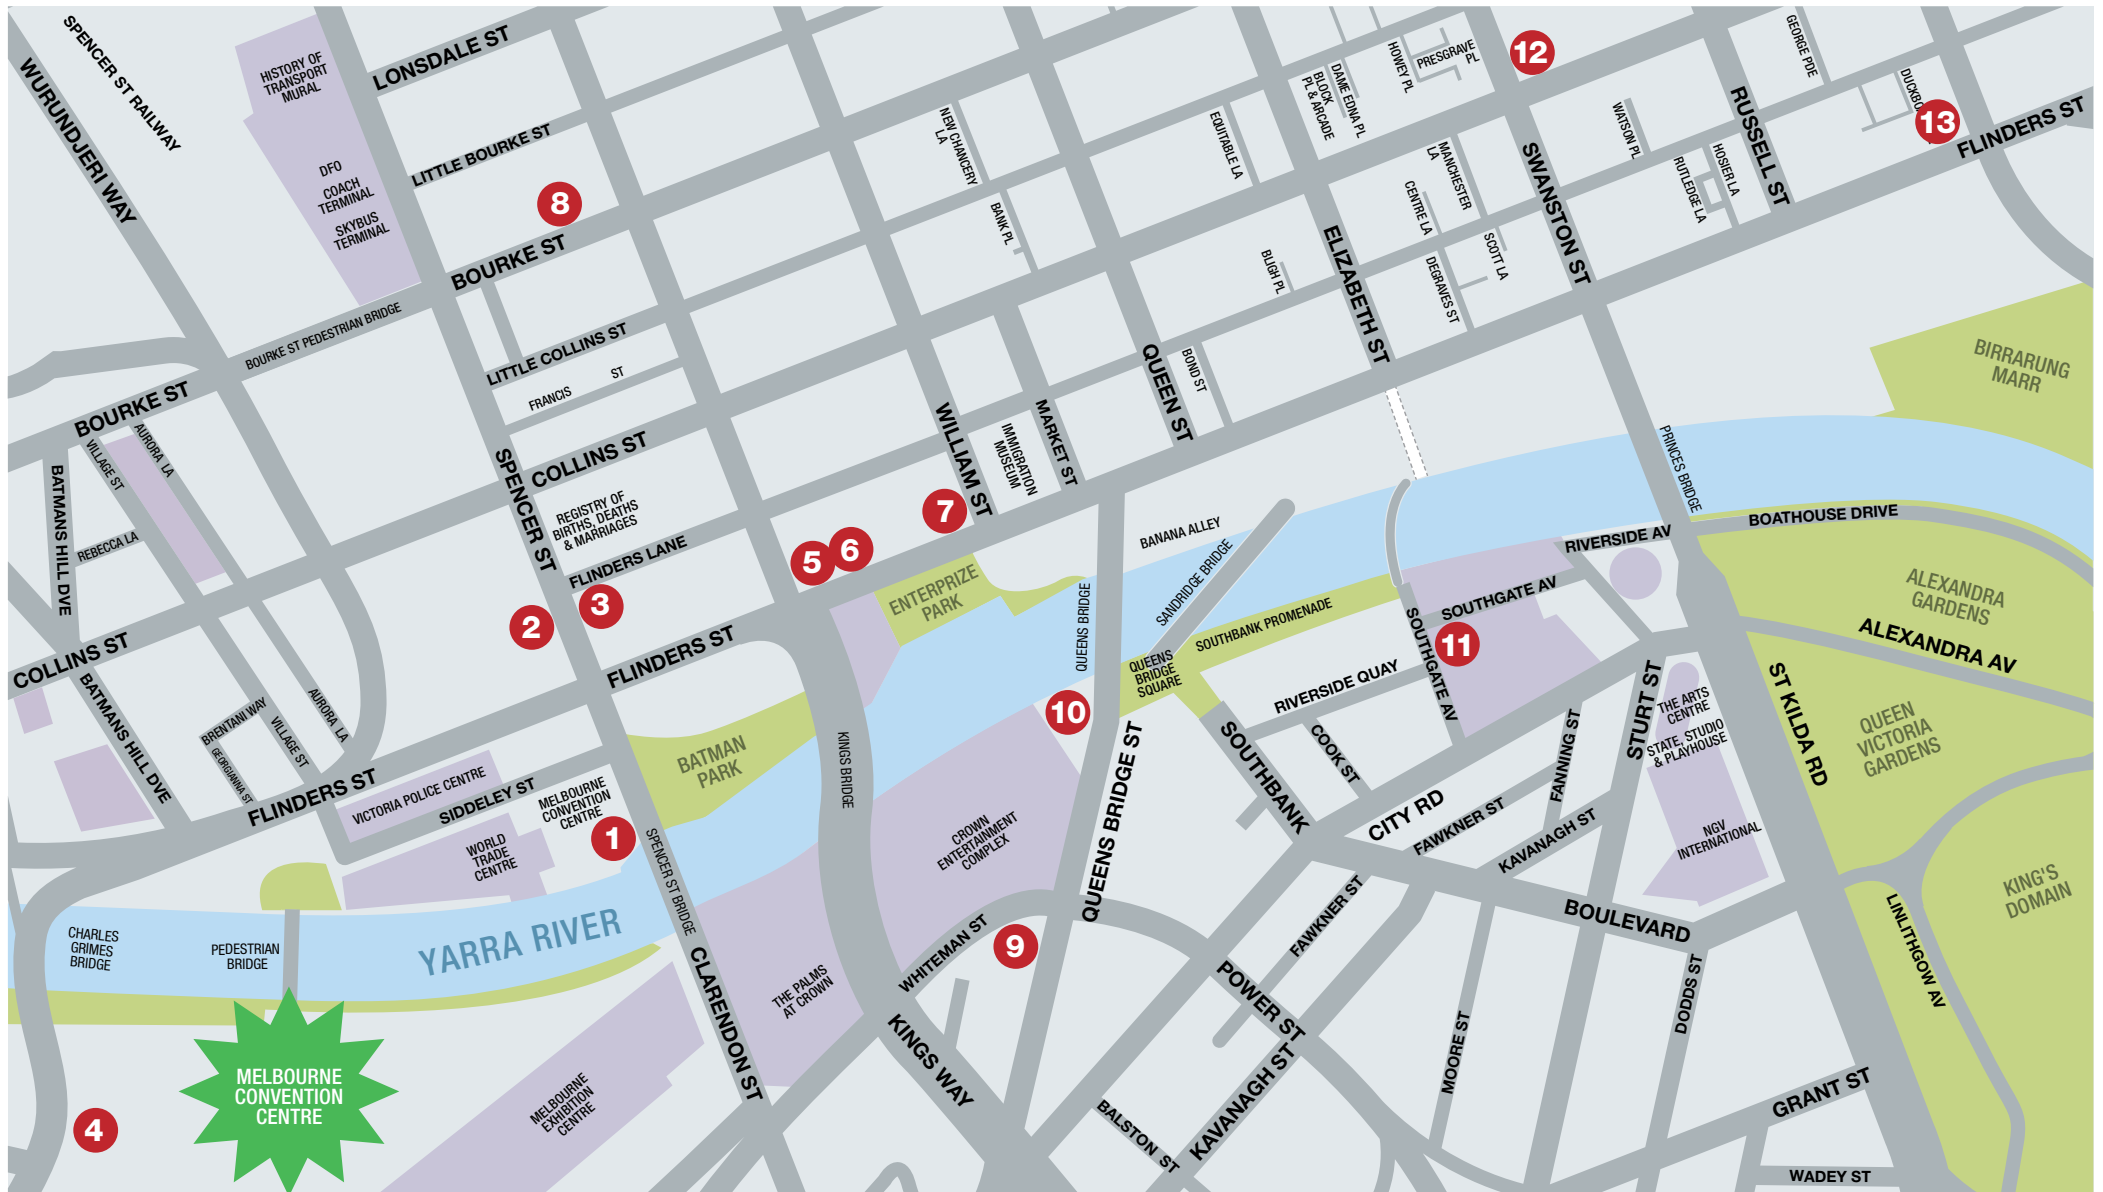 SPENCER ST RAILWAY
WURUNDJERI WAY
HISTORY OF
TRANSPORT
MURAL
DFO
COACH
TERMINAL
SKYBUS
TERMINAL
LONSDALE ST
LITTLE BOURKE ST
8
BOURKE ST
BOURKE ST PEDESTRIAN BRIDGE
LITTLE COLLINS ST
FRANCIS ST
NEW CHANCERY
LA
BANK PL
EQUITABLE LA
BLIGH PL
BLOCK
PL & ARCADE
DAME EDNA PL
HOWEY PL
PRESGRAVE
PL
12
MANCHESTER
LA
CENTRE LA
DEGRAVES ST
SCOTT LA
SWANSTON ST
ELIZABETH ST
WATSON PL
RUTLEDGE LA
HOSIER LA
RUSSELL ST
GEORGE PDE
13
FLINDERS ST
BIRRARUNG
MARR
BOURKE ST
BATMANS HILL DVE
VILLAGE ST
AURORA LA
REBECCA LA
COLLINS ST
BATMANS HILL DVE
BRENTANI WAY
GEORGIANNA ST
VILLAGE ST
AURORA LA
FLINDERS ST
SPENCER ST
COLLINS ST
REGISTRY OF
BIRTHS, DEATHS
& MARRIAGES
FLINDERS LANE
2
3
FLINDERS ST
5
6
7
WILLIAM ST
IMMIGRATION
MUSEUM
MARKET ST
QUEEN ST
BOND ST
ENTERPRIZE
PARK
BANANA ALLEY
QUEENS BRIDGE
SANDRIDGE BRIDGE
SOUTHBANK PROMENADE
QUEENS
BRIDGE
SQUARE
RIVERSIDE QUAY
SOUTHGATE AV
SOUTHGATE AV
11
RIVERSIDE AV
PRINCES BRIDGE
BOATHOUSE DRIVE
ALEXANDRA
GARDENS
ALEXANDRA AV
QUEEN
VICTORIA
GARDENS
KING'S
DOMAIN
LINLITHGOW AV
ST KILDA RD
STURT ST
THE ARTS
CENTRE
STATE, STUDIO
& PLAYHOUSE
NGV
INTERNATIONAL
FANNING ST
COOK ST
CITY RD
FAWKNER ST
KAVANAGH ST
SOUTHBANK
BOULEVARD
DODDS ST
GRANT ST
WADEY ST
MOORE ST
FAWKNER ST
POWER ST
KAVANAGH ST
BALSTON ST
QUEENS BRIDGE ST
10
9
WHITEMAN ST
KINGS WAY
CROWN
ENTERTAINMENT
COMPLEX
THE PALMS
AT CROWN
KINGS BRIDGE
BATMAN
PARK
VICTORIA POLICE CENTRE
SIDDELEY ST
WORLD
TRADE
CENTRE
MELBOURNE
CONVENTION
CENTRE
1
SPENCER ST BRIDGE
CLARENDON ST
YARRA RIVER
CHARLES
GRIMES
BRIDGE
PEDESTRIAN
BRIDGE
MELBOURNE
EXHIBITION
CENTRE
MELBOURNE
CONVENTION
CENTRE
4